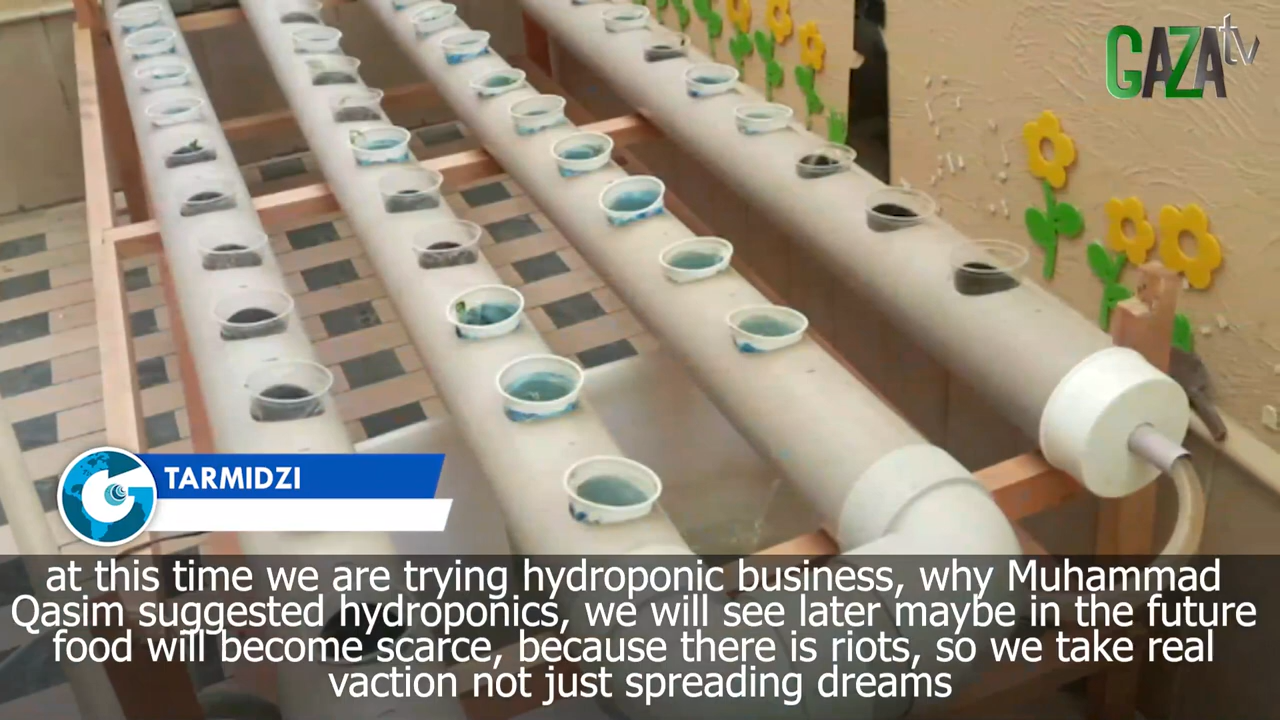 GAZA tv
TARMIDZI
at this time we are trying hydroponic business, why Muhammad
Qasim suggested hydroponics, we will see later maybe in the future
food will become scarce, because there is riots, so we take real
vaction not just spreading dreams